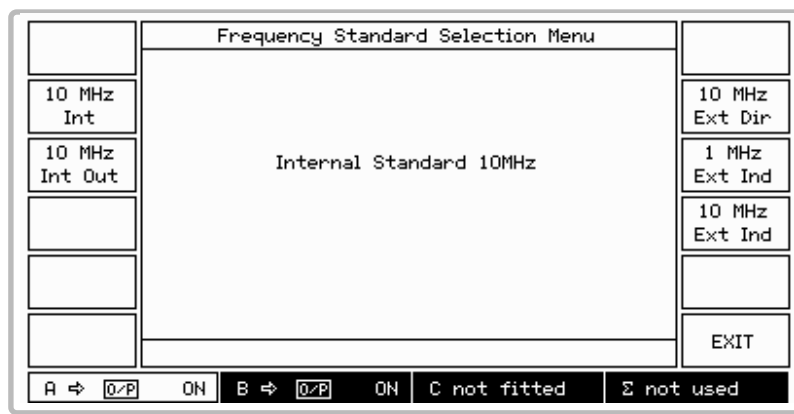 Frequency Standard Selection Menu
10 MHz
Int
10 MHz
Int Out
Internal Standard 10MHz
10 MHz
Ext Dir
1 MHz
Ext Ind
10 MHz
Ext Ind
EXIT
A ⇨ O/P ON
B ⇨ O/P ON
C not fitted
Σ not used